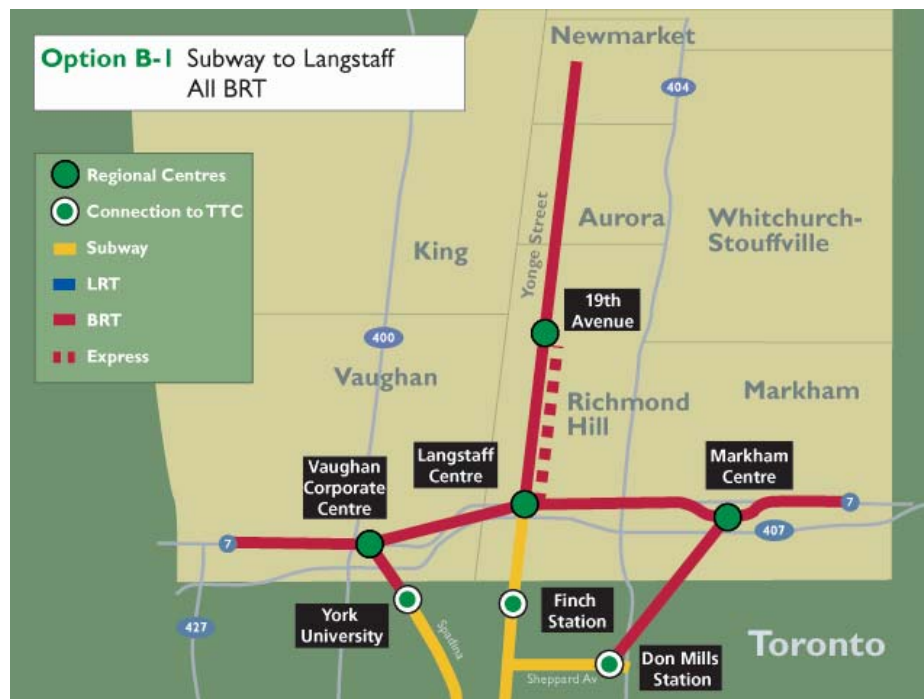 Option B-1 Subway to Langstaff
All BRT
Newmarket
404
Regional Centres
Connection to TTC
Subway
LRT
BRT
Express
Yonge Street
Aurora
Whitchurch-
Stouffville
King
19th
Avenue
400
Vaughan
Richmond
Hill
Markham
Langstaff
Centre
Markham
Centre
Vaughan
Corporate
Centre
7
7
407
427
York
University
Spadina
Finch
Station
Sheppard Av
Don Mills
Station
Toronto